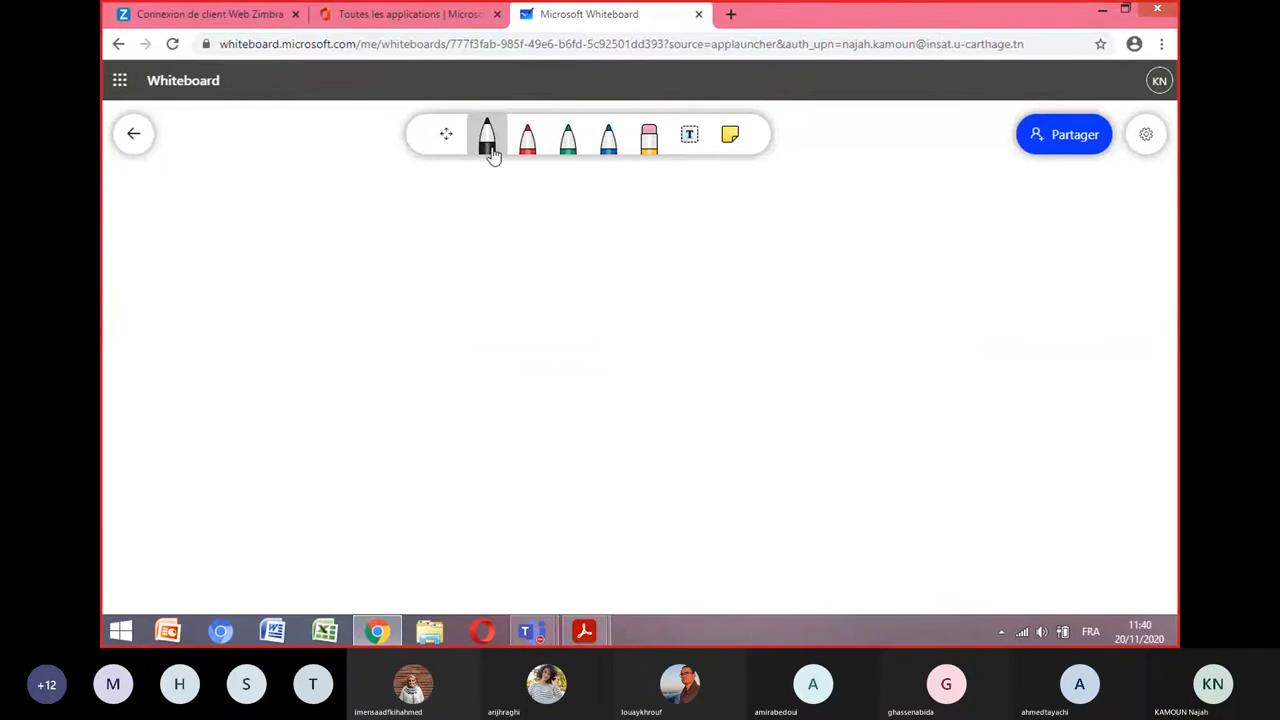 Connexion de client Web Zimbra
Toutes les applications | Microso
Microsoft Whiteboard
whiteboard.microsoft.com/me/whiteboards/777f3fab-985f-49e6-b6fd-5c92501dd393?source=applauncher&auth_upn=najah.kamoun@insat.u-carthage.tn
Whiteboard
KN
T
Partager
FRA
11:40
20/11/2020
+12
M
H
S
T
A
G
A
KN
imensaadfkihahmed
arijhraghi
louaykhrouf
amirabedoui
ghassenabida
ahmedtayachi
KAMOUN Najah